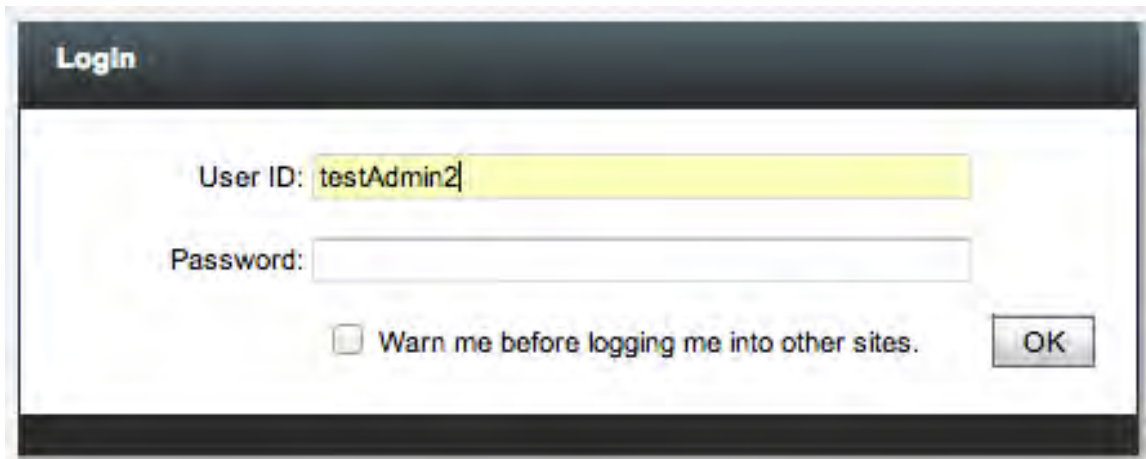 Login
User ID: testAdmin2
Password:
Warn me before logging me into other sites. OK